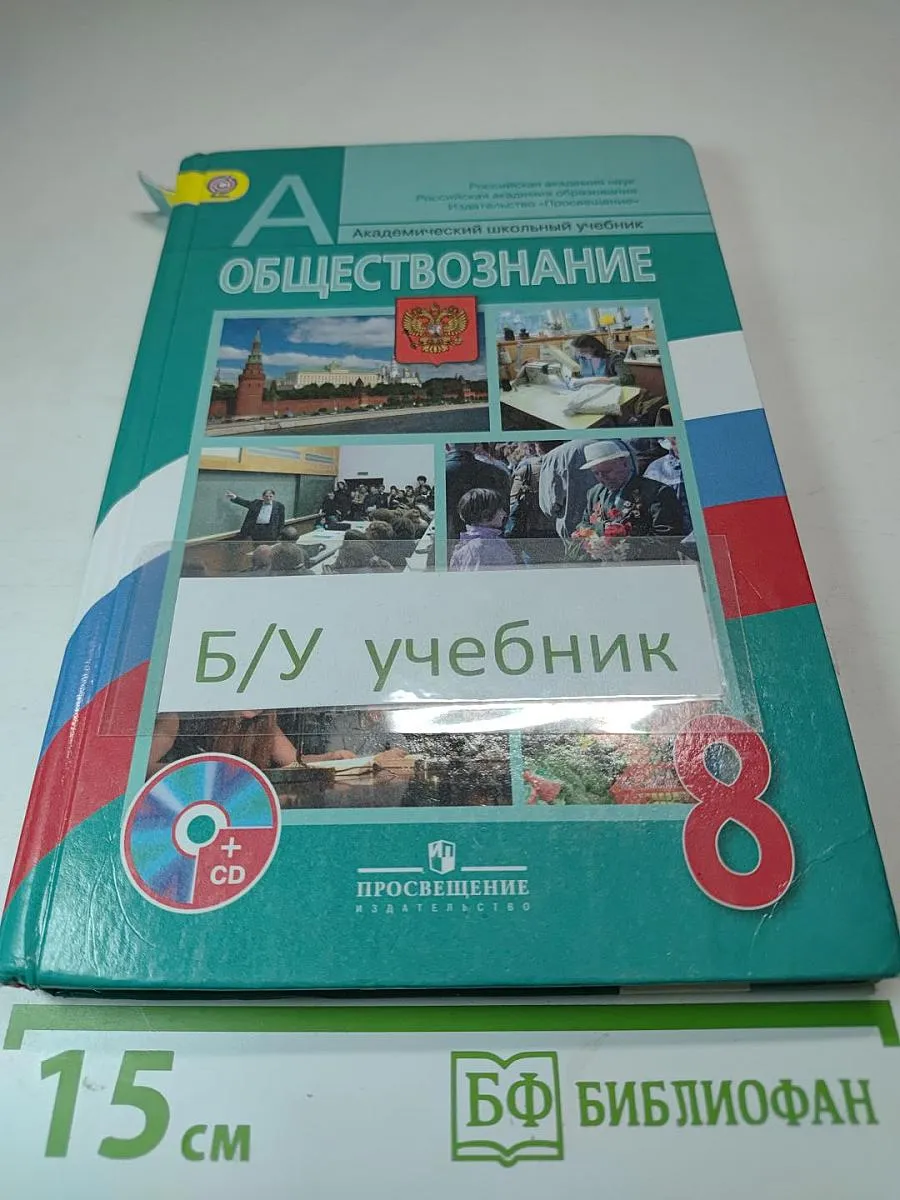 А
Российская академия наук
Российская академия образования
Издательство «Просвещение»
Академический школьный учебник
ОБЩЕСТВОЗНАНИЕ
Б/У учебник
8
+
CD
ПРОСВЕЩЕНИЕ
ИЗДАТЕЛЬСТВО
15 см
БФ БИБЛИОФАН